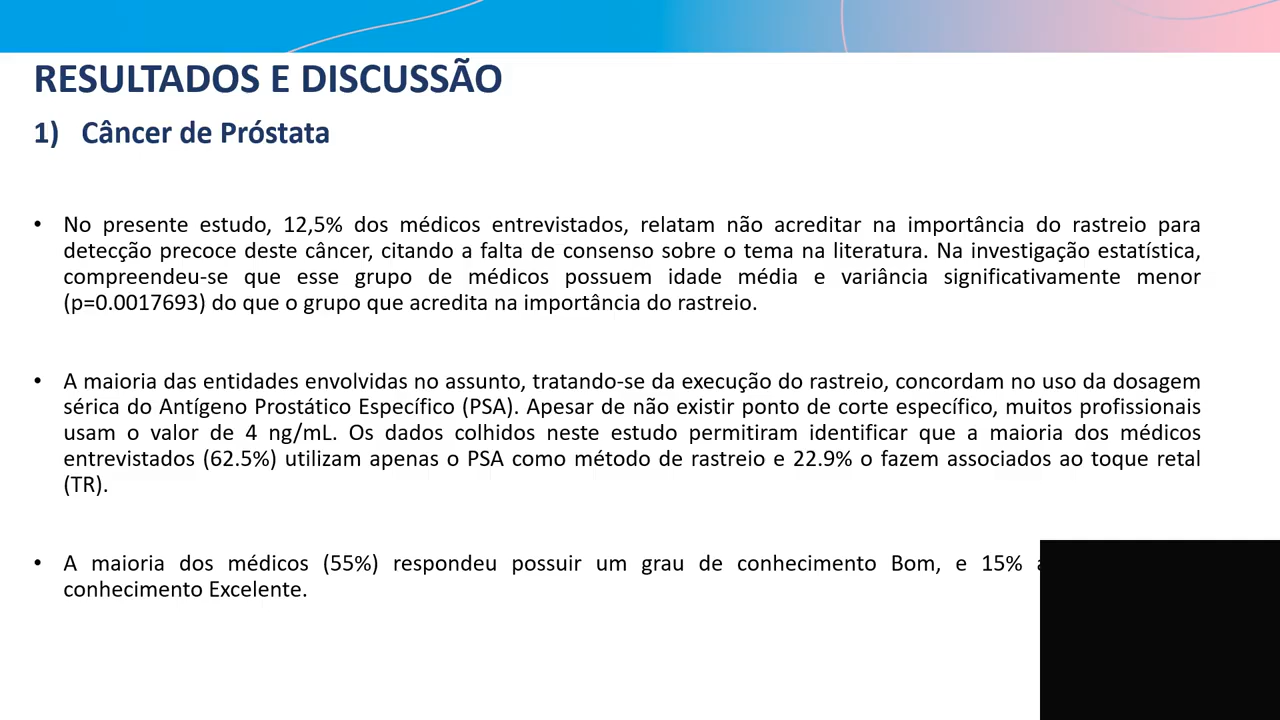 RESULTADOS E DISCUSSÃO
1) Câncer de Próstata
• No presente estudo, 12,5% dos médicos entrevistados, relatam não acreditar na importância do rastreio para
detecção precoce deste câncer, citando a falta de consenso sobre o tema na literatura. Na investigação estatística,
compreendeu-se que esse grupo de médicos possuem idade média e variância significativamente menor
(p=0.0017693) do que o grupo que acredita na importância do rastreio.
• A maioria das entidades envolvidas no assunto, tratando-se da execução do rastreio, concordam no uso da dosagem
sérica do Antígeno Prostático Específico (PSA). Apesar de não existir ponto de corte específico, muitos profissionais
usam o valor de 4 ng/mL. Os dados colhidos neste estudo permitiram identificar que a maioria dos médicos
entrevistados (62.5%) utilizam apenas o PSA como método de rastreio e 22.9% o fazem associados ao toque retal
(TR).
• A maioria dos médicos (55%) respondeu possuir um grau de conhecimento Bom, e 15%
conhecimento Excelente.